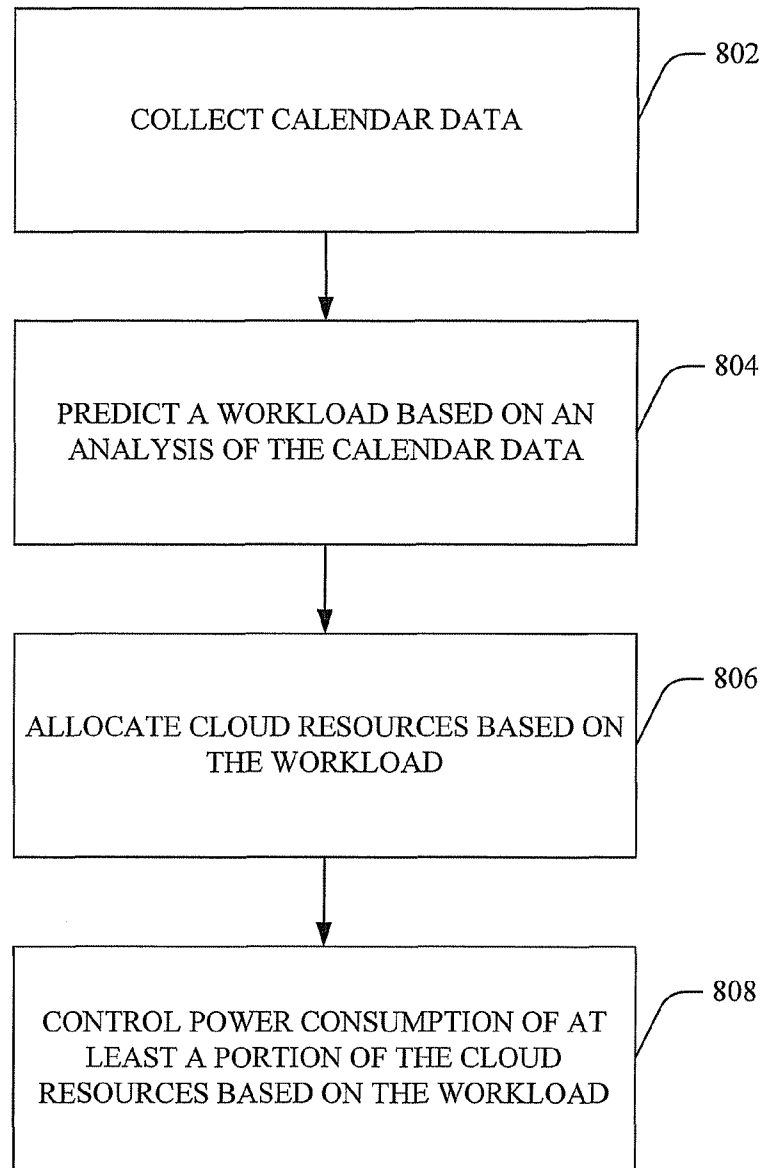 COLLECT CALENDAR DATA
802
PREDICT A WORKLOAD BASED ON AN
ANALYSIS OF THE CALENDAR DATA
804
ALLOCATE CLOUD RESOURCES BASED ON
THE WORKLOAD
806
CONTROL POWER CONSUMPTION OF AT
LEAST A PORTION OF THE CLOUD
RESOURCES BASED ON THE WORKLOAD
808